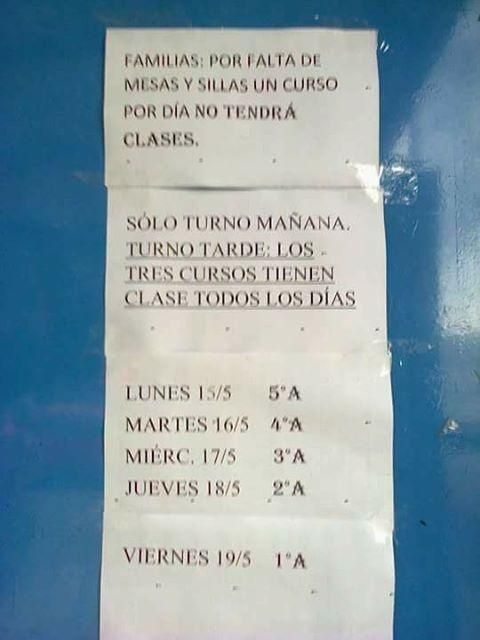 FAMILIAS: POR FALTA DE
MESAS Y SILLAS UN CURSO
POR DÍA NO TENDRÁ
CLASES.
SÓLO TURNO MAÑANA.
TURNO TARDE: LOS
TRES CURSOS TIENEN
CLASE TODOS LOS DÍAS
LUNES 15/5 5°A
MARTES 16/5 4°A
MIÉRC. 17/5 3°A
JUEVES 18/5 2°A
VIERNES 19/5 1°A